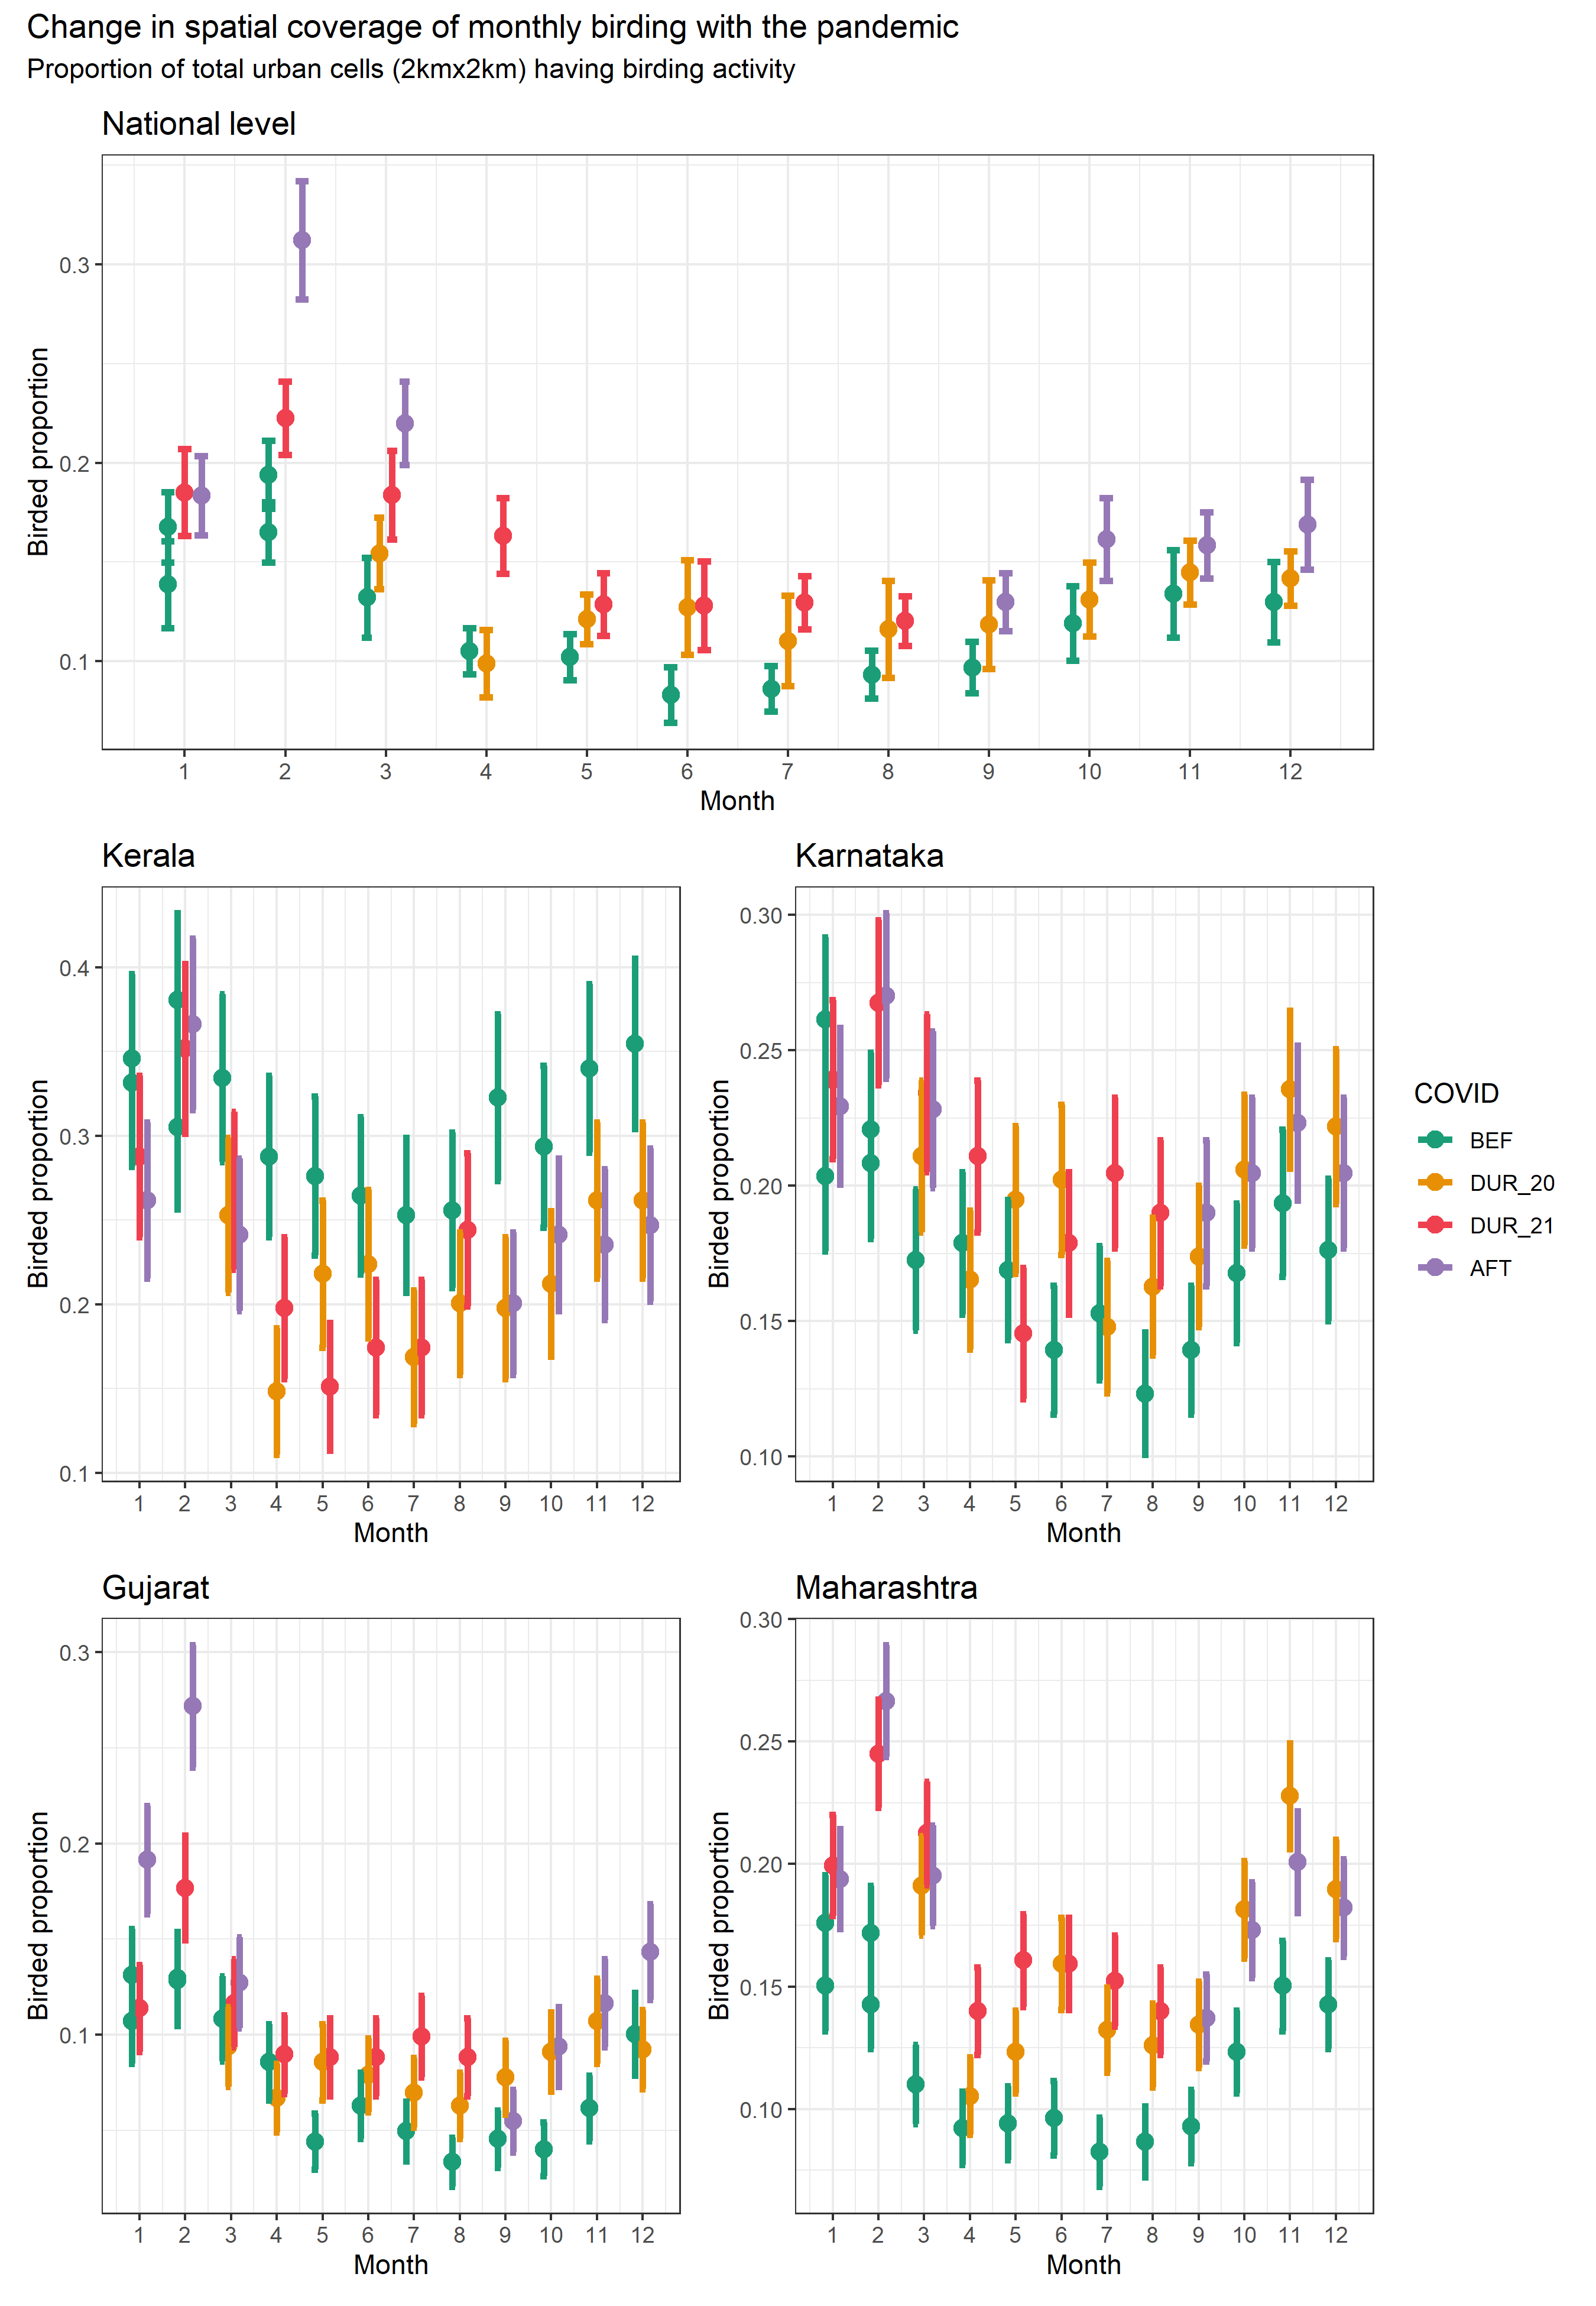 Change in spatial coverage of monthly birding with the pandemic
Proportion of total urban cells (2kmx2km) having birding activity
National level
Birded proportion
0.3
0.2
0.1
1 2 3 4 5 6 7 8 9 10 11 12
Month
Kerala
Birded proportion
0.4
0.3
0.2
0.1
1 2 3 4 5 6 7 8 9 10 11 12
Month
Karnataka
Birded proportion
0.30
0.25
0.20
0.15
0.10
1 2 3 4 5 6 7 8 9 10 11 12
Month
COVID
BEF
DUR_20
DUR_21
AFT
Gujarat
Birded proportion
0.3
0.2
0.1
1 2 3 4 5 6 7 8 9 10 11 12
Month
Maharashtra
Birded proportion
0.30
0.25
0.20
0.15
0.10
1 2 3 4 5 6 7 8 9 10 11 12
Month